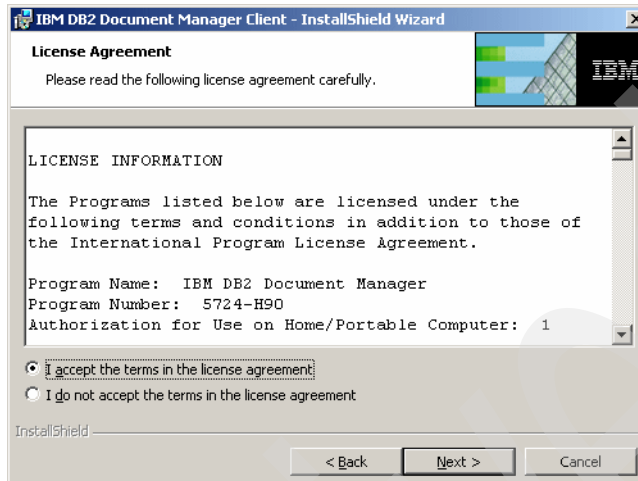 IBM DB2 Document Manager Client - InstallShield Wizard
License Agreement
Please read the following license agreement carefully.
IBM
LICENSE INFORMATION
The Programs listed below are licensed under the
following terms and conditions in addition to those of
the International Program License Agreement.
Program Name: IBM DB2 Document Manager
Program Number: 5724-H90
Authorization for Use on Home/Portable Computer: 1
I accept the terms in the license agreement
I do not accept the terms in the license agreement
InstallShield
< Back Next > Cancel